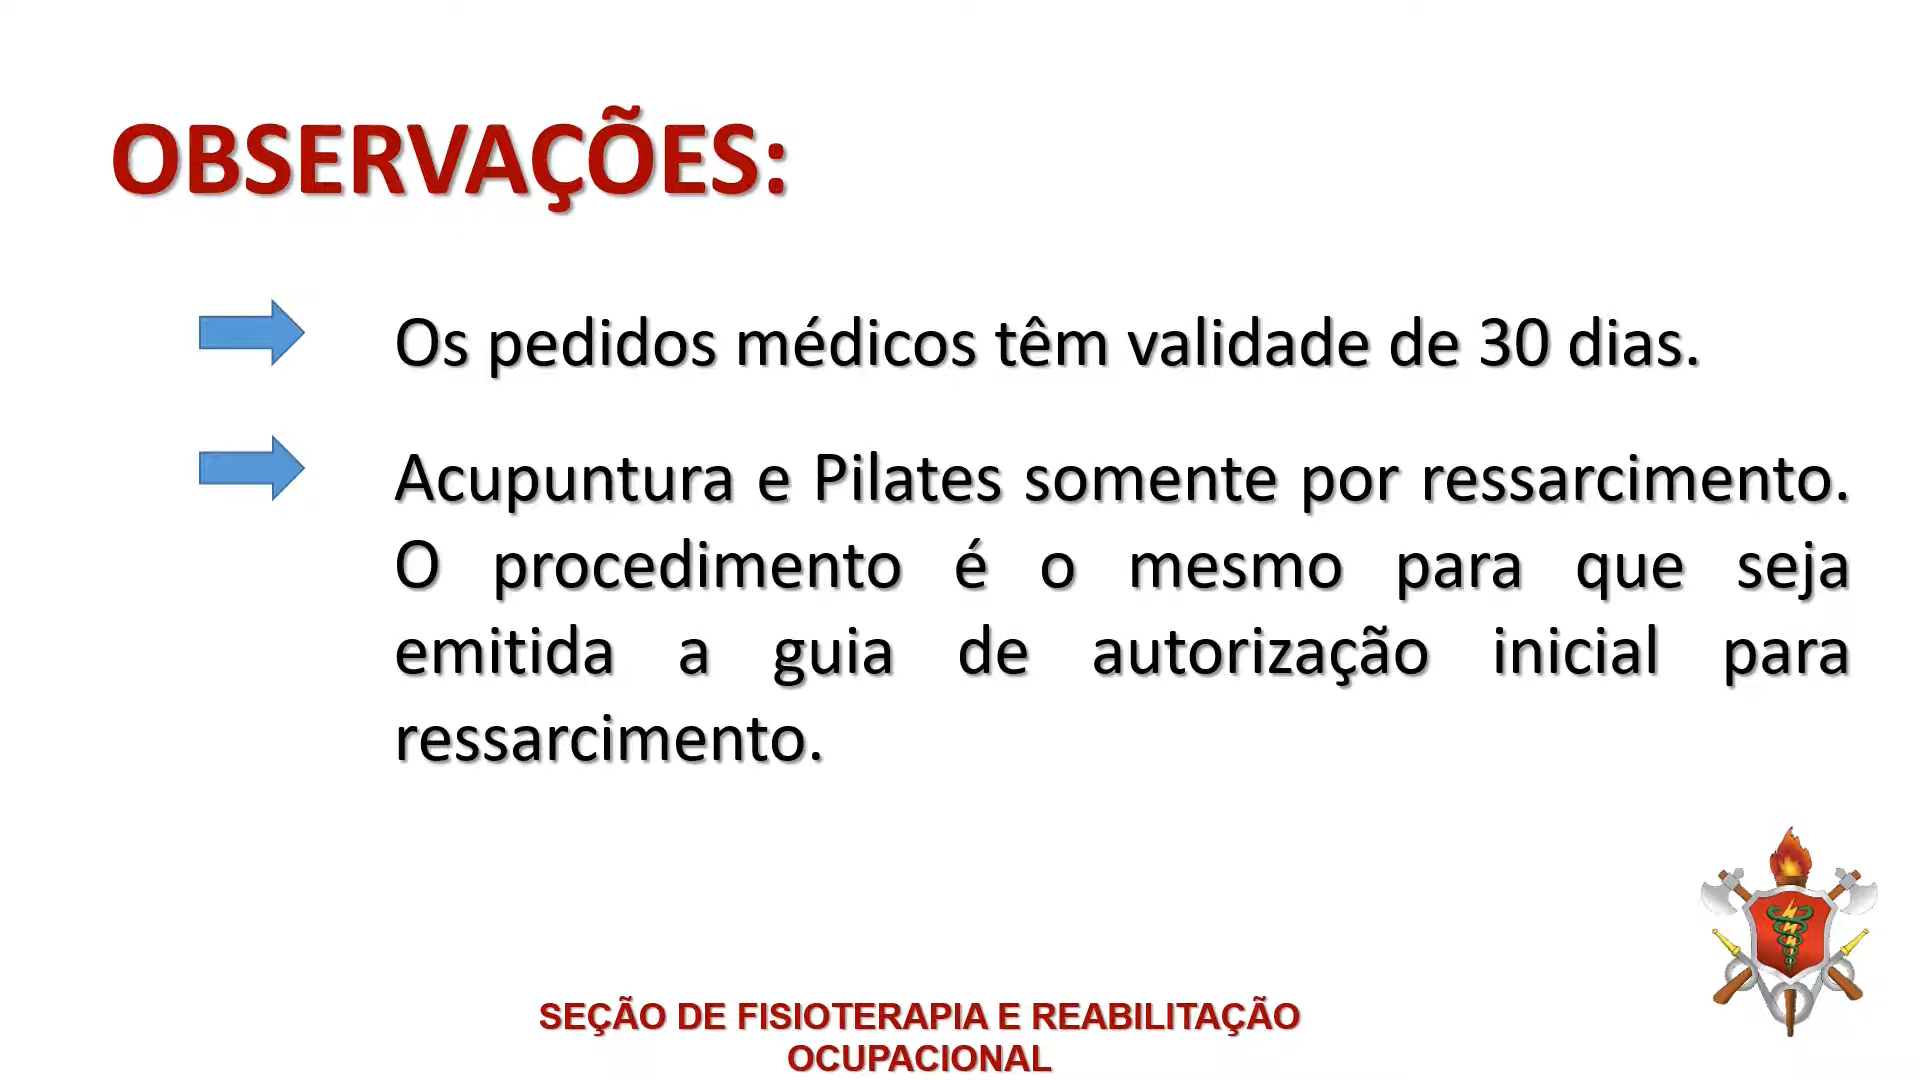 OBSERVAÇÕES:
Os pedidos médicos têm validade de 30 dias.
Acupuntura e Pilates somente por ressarcimento.
O procedimento é o mesmo para que seja
emitida a guia de autorização inicial para
ressarcimento.
SEÇÃO DE FISIOTERAPIA E REABILITAÇÃO
OCUPACIONAL